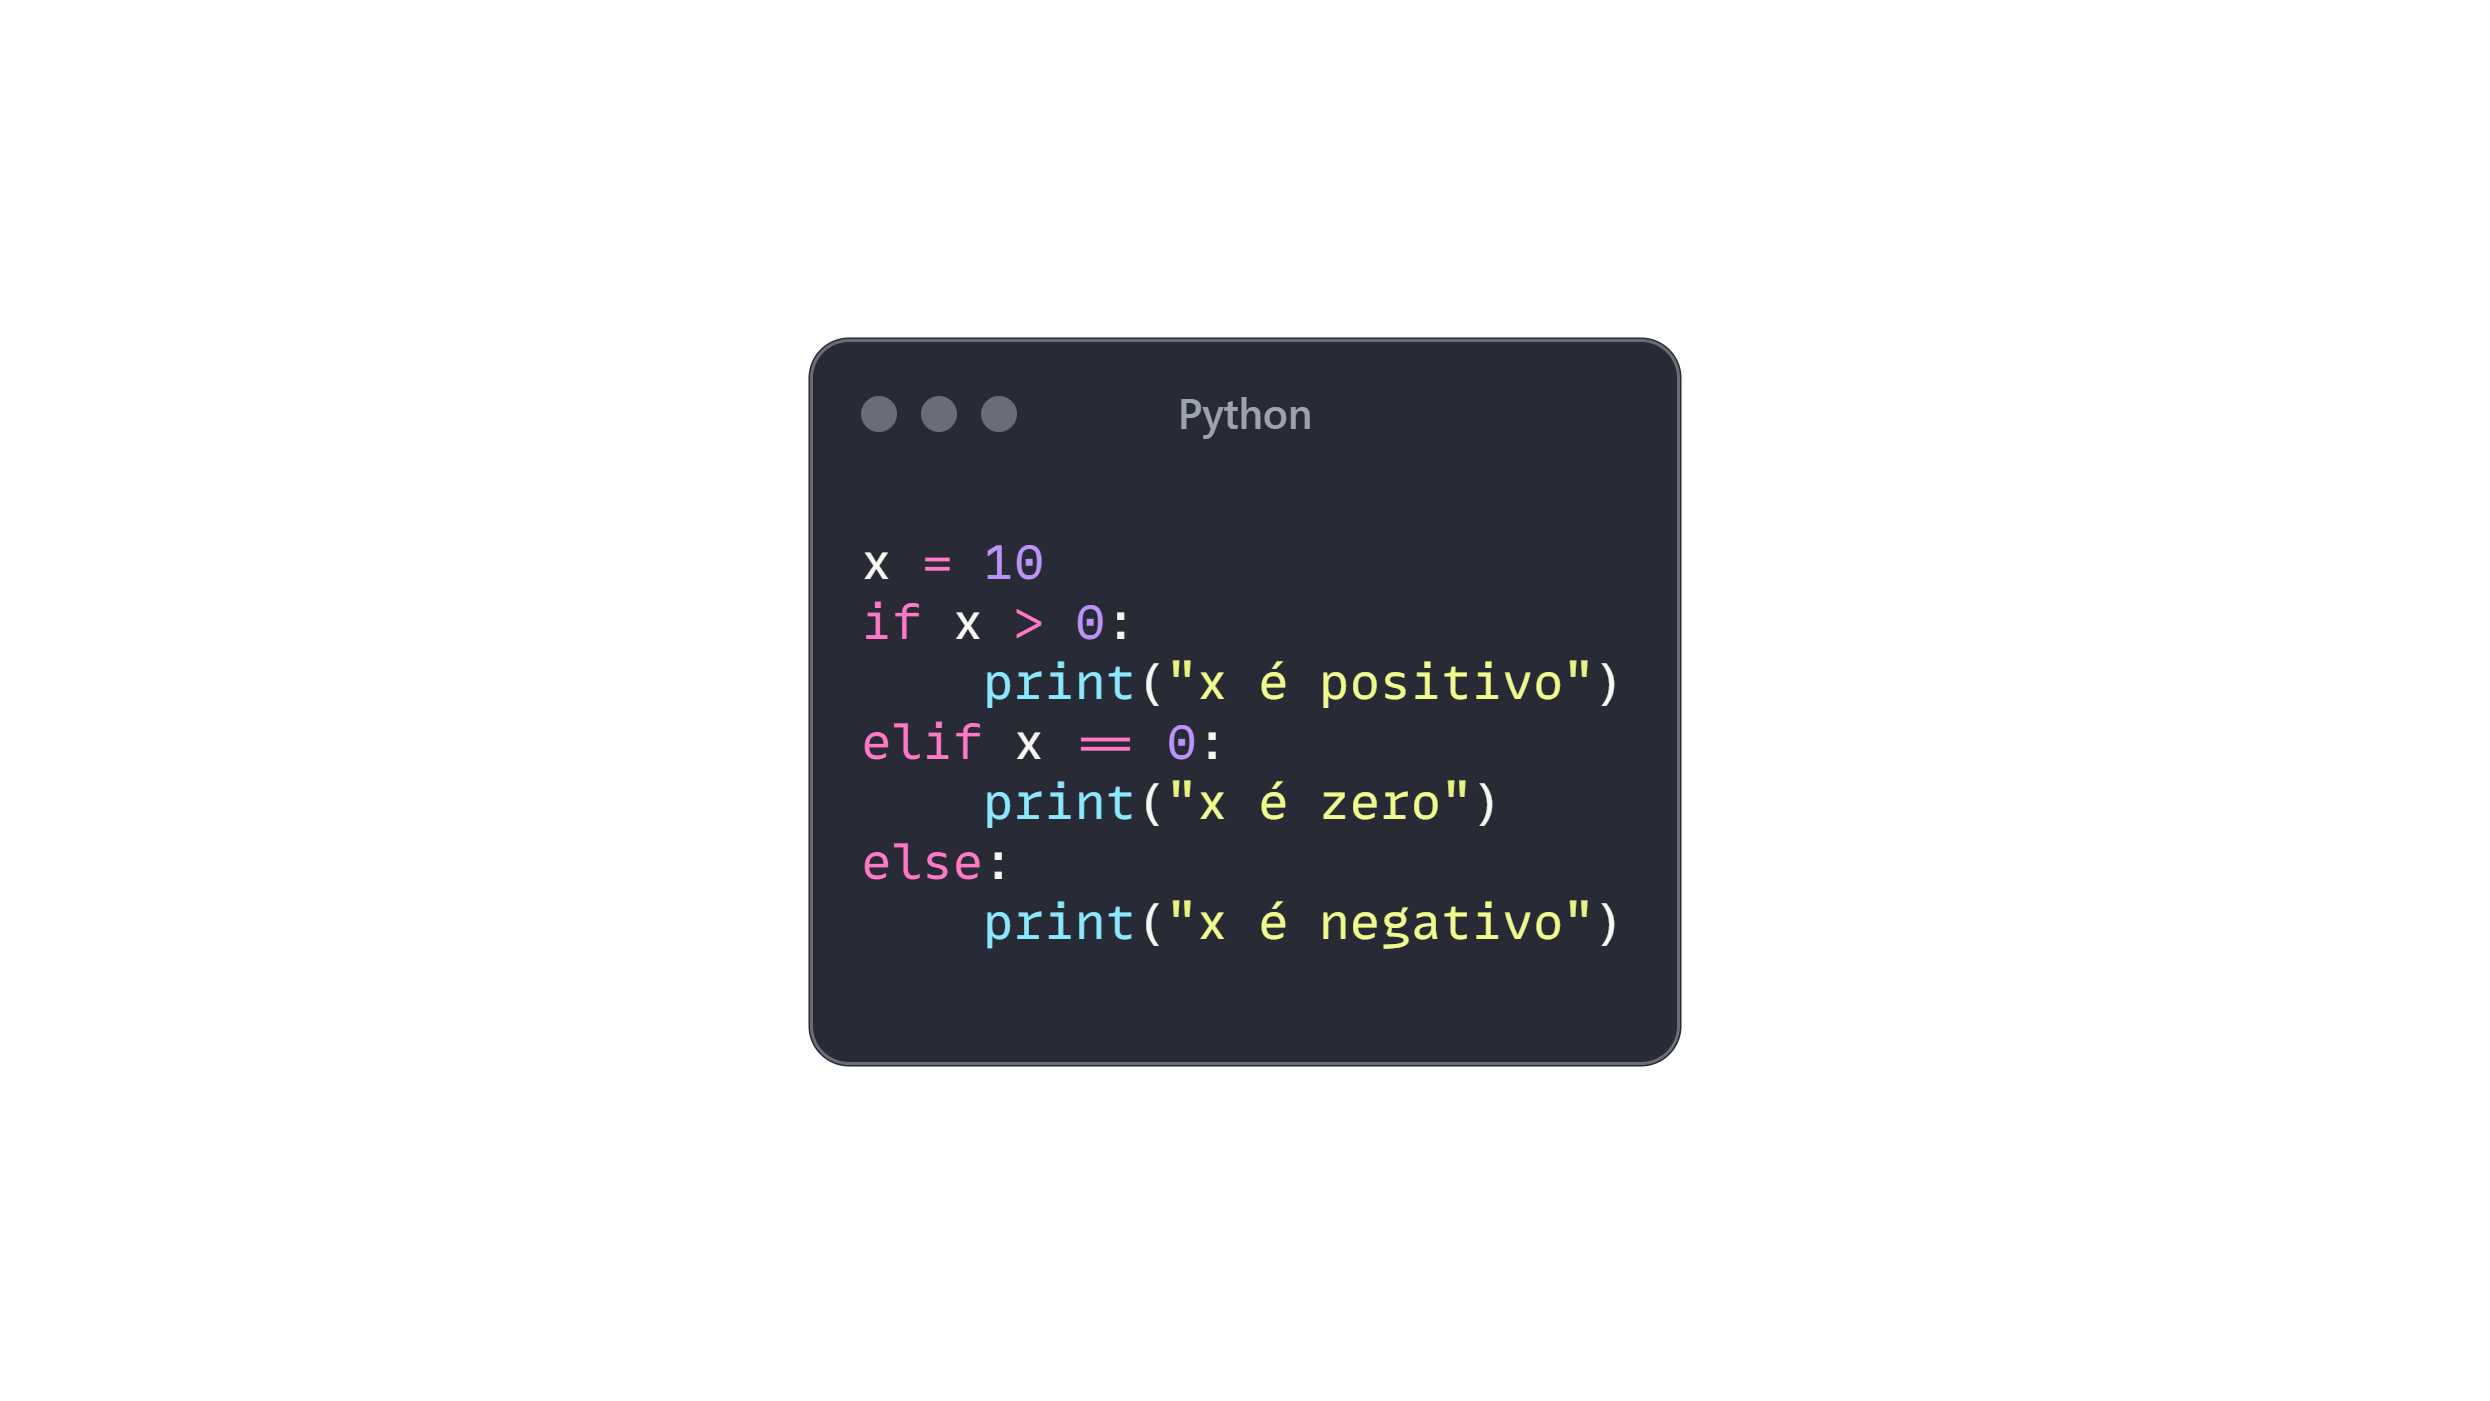 Python
x = 10
if x > 0:
    print("x é positivo")
elif x == 0:
    print("x é zero")
else:
    print("x é negativo")